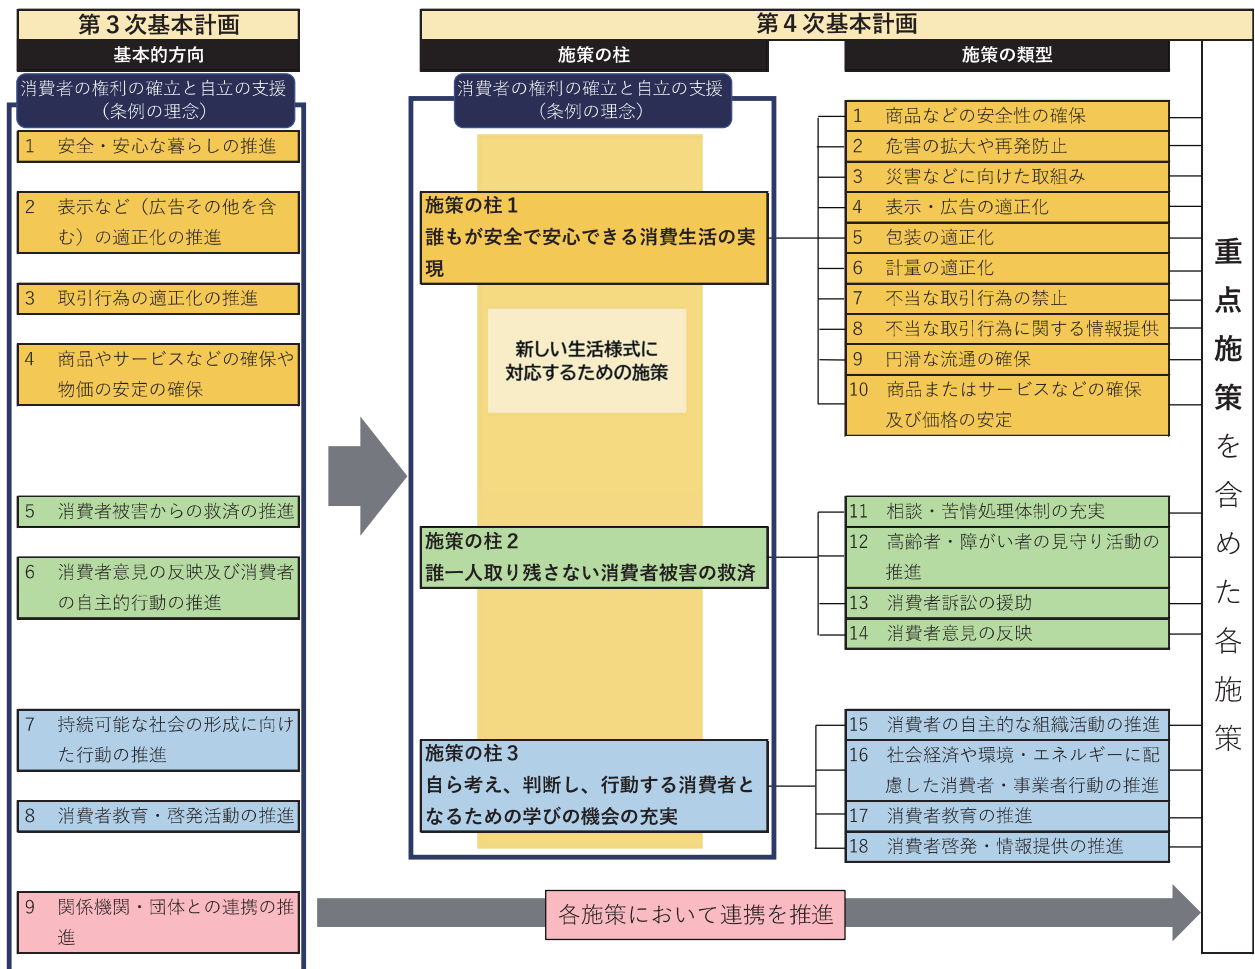 第3次基本計画
基本的方向
消費者の権利の確立と自立の支援
（条例の理念）
1 安全・安心な暮らしの推進
2 表示など（広告その他を含
む）の適正化の推進
3 取引行為の適正化の推進
4 商品やサービスなどの確保や
物価の安定の確保
5 消費者被害からの救済の推進
6 消費者意見の反映及び消費者
の自主的行動の推進
7 持続可能な社会の形成に向け
た行動の推進
8 消費者教育・啓発活動の推進
9 関係機関・団体との連携の推
進
第4次基本計画
施策の柱
消費者の権利の確立と自立の支援
（条例の理念）
施策の柱1
誰もが安全で安心できる消費生活の実
現
新しい生活様式に
対応するための施策
施策の柱2
誰一人取り残さない消費者被害の救済
施策の柱3
自ら考え、判断し、行動する消費者と
なるための学びの機会の充実
施策の類型
1 商品などの安全性の確保
2 危害の拡大や再発防止
3 災害などに向けた取組み
4 表示・広告の適正化
5 包装の適正化
6 計量の適正化
7 不当な取引行為の禁止
8 不当な取引行為に関する情報提供
9 円滑な流通の確保
10 商品またはサービスなどの確保
及び価格の安定
11 相談・苦情処理体制の充実
12 高齢者・障がい者の見守り活動の
推進
13 消費者訴訟の援助
14 消費者意見の反映
15 消費者の自主的な組織活動の推進
16 社会経済や環境・エネルギーに配
慮した消費者・事業者行動の推進
17 消費者教育の推進
18 消費者啓発・情報提供の推進
重点施策を含めた各施策
各施策において連携を推進